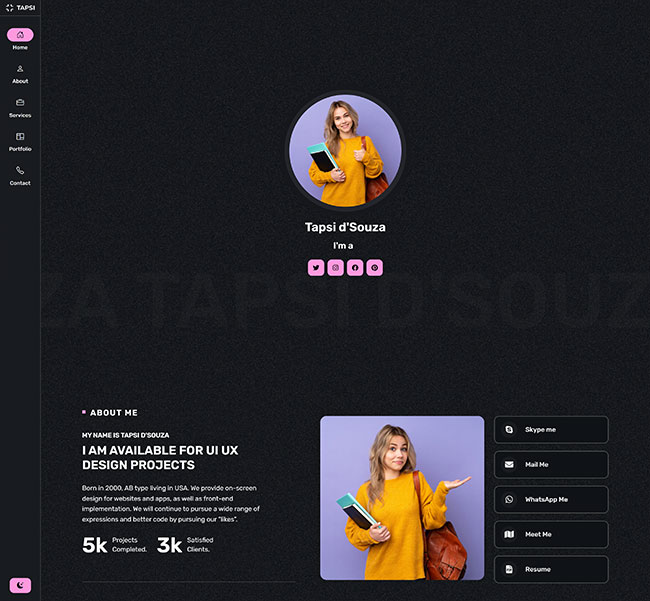 TAPSI
Home
About
Services
Portfolio
Contact
Tapsi d'Souza
I'm a
ZA TAPSI D'SOUZ
ABOUT ME
MY NAME IS TAPSI D'SOUZA
I AM AVAILABLE FOR UI UX
DESIGN PROJECTS
Born in 2000, AB type living in USA. We provide on-screen
design for websites and apps, as well as front-end
implementation. We will continue to pursue a wide range of
expressions and better code by pursuing our "likes".
5k Projects
Completed.
3k Satisfied
Clients.
Skype me
Mail Me
WhatsApp Me
Meet Me
Resume